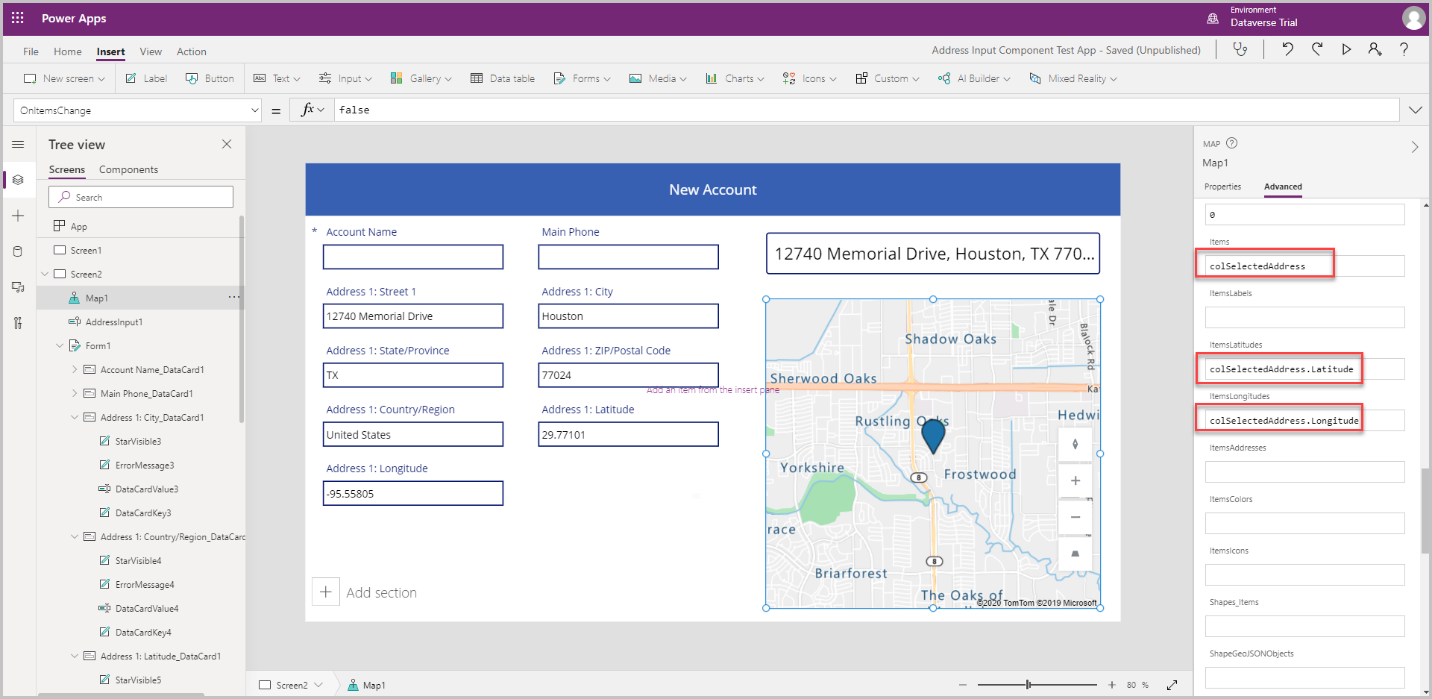 Power Apps
Environment
Dataverse Trial
File Home Insert View Action
Address Input Component Test App - Saved (Unpublished)
New screen Label Button Text Input Gallery Data table Forms Media Charts Icons Custom AI Builder Mixed Reality
OnItemsChange = fx false
Tree view
Screens Components
Search
App
Screen1
Screen2
Map1 ...
AddressInput1
Form1
Account Name_DataCard1
Main Phone_DataCard1
Address 1: City_DataCard1
StarVisible3
ErrorMessage3
DataCardValue3
DataCardKey3
Address 1: Country/Region_DataCarc
StarVisible4
ErrorMessage4
DataCardValue4
DataCardKey4
Address 1: Latitude_DataCard1
StarVisible5
New Account
* Account Name
Main Phone
12740 Memorial Drive, Houston, TX 770...
Address 1: Street 1
Address 1: City
12740 Memorial Drive
Houston
Address 1: State/Province
Address 1: ZIP/Postal Code
TX
77024
Add an item from the insert pane
Address 1: Country/Region
Address 1: Latitude
United States
29.77101
Address 1: Longitude
-95.55805
Add section
ale Dr
Blalock Rd
Shadow Oaks
Sherwood Oaks
Ka
Rustling Oaks
Hedwi
Yorkshire
8
Frostwood
race
8
Briarforest
The Oaks of
©2020 TomTom ©2019 Microsoft
Screen2 Map1
80 %
MAP
Map1
Properties Advanced
0
Items
colSelectedAddress
ItemsLabels
ItemsLatitudes
colSelectedAddress.Latitude
ItemsLongitudes
colSelectedAddress.Longitude
ItemsAddresses
ItemsColors
ItemsIcons
Shapes_Items
ShapeGeoJSONObjects